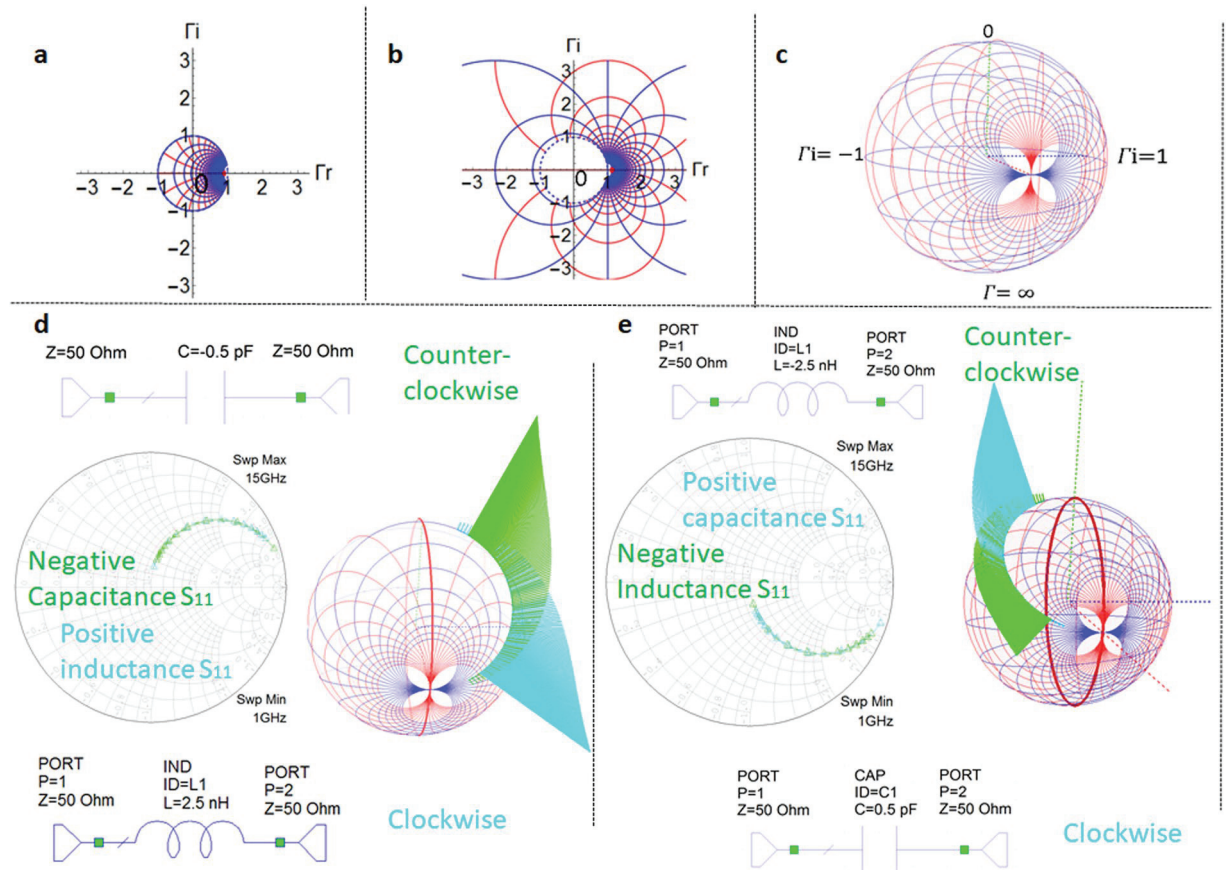 a
Γi
3
2
1
−3 −2 −1 0 1 2 3 Γr
−1
−2
−3
b
Γi
3
2
1
−3 −2 −1 0 1 2 3 Γr
−1
−2
−3
c
0
Γi= −1
Γi=1
Γ = ∞
d
Z=50 Ohm
C=-0.5 pF
Z=50 Ohm
Counter-
clockwise
Swp Max
15GHz
Negative
Capacitance S11
Positive
inductance S11
Swp Min
1GHz
PORT
P=1
Z=50 Ohm
IND
ID=L1
L=2.5 nH
PORT
P=2
Z=50 Ohm
Clockwise
e
PORT
P=1
Z=50 Ohm
IND
ID=L1
L=-2.5 nH
PORT
P=2
Z=50 Ohm
Counter-
clockwise
Swp Max
15GHz
Positive
capacitance S11
Negative
Inductance S11
Swp Min
1GHz
PORT
P=1
Z=50 Ohm
CAP
ID=C1
C=0.5 pF
PORT
P=2
Z=50 Ohm
Clockwise